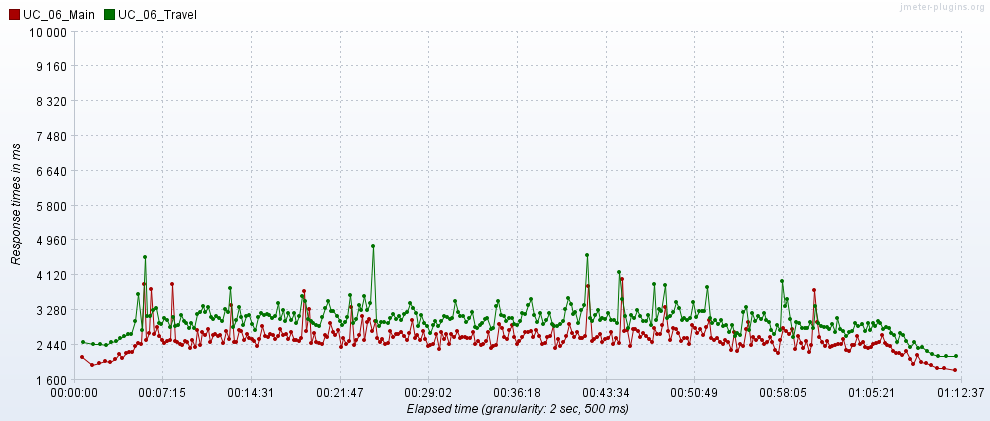 UC_06_Main UC_06_Travel
jmeter-plugins.org
10 000
9 160
8 320
7 480
6 640
5 800
4 960
4 120
3 280
2 440
1 600
Response times in ms
00:00:00 00:07:15 00:14:31 00:21:47 00:29:02 00:36:18 00:43:34 00:50:49 00:58:05 01:05:21 01:12:37
Elapsed time (granularity: 2 sec, 500 ms)